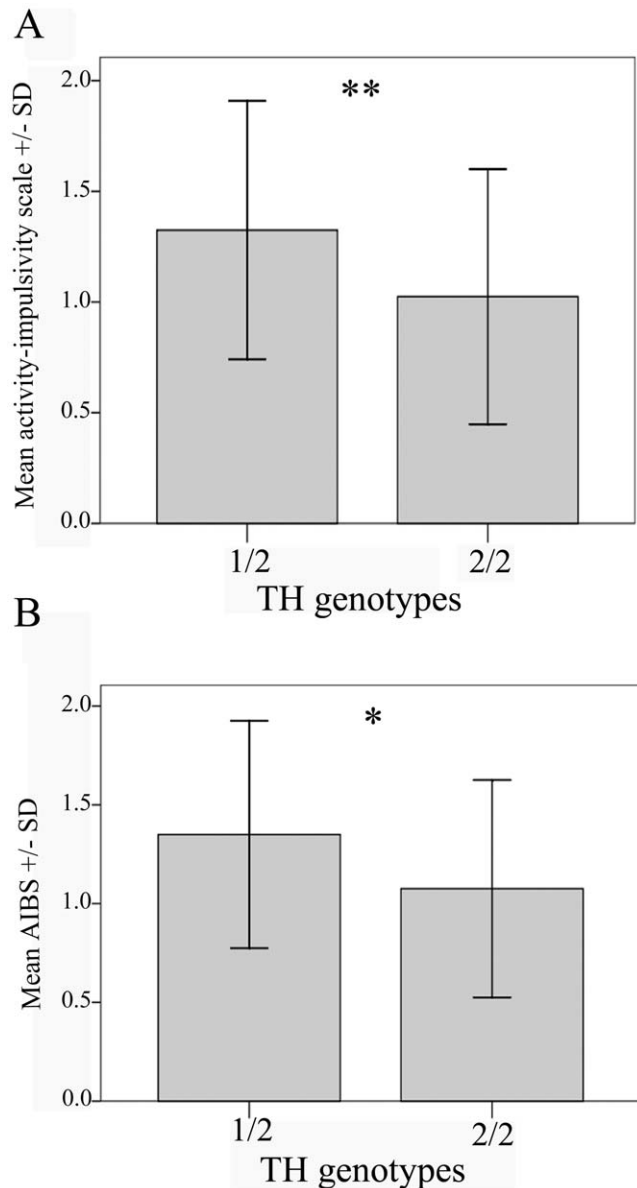 A
Mean activity-impulsivity scale +/- SD
2.0
**
1.5
1.0
0.5
0.0
1/2 2/2
TH genotypes
B
Mean AIBS +/- SD
2.0
*
1.5
1.0
0.5
0.0
1/2 2/2
TH genotypes